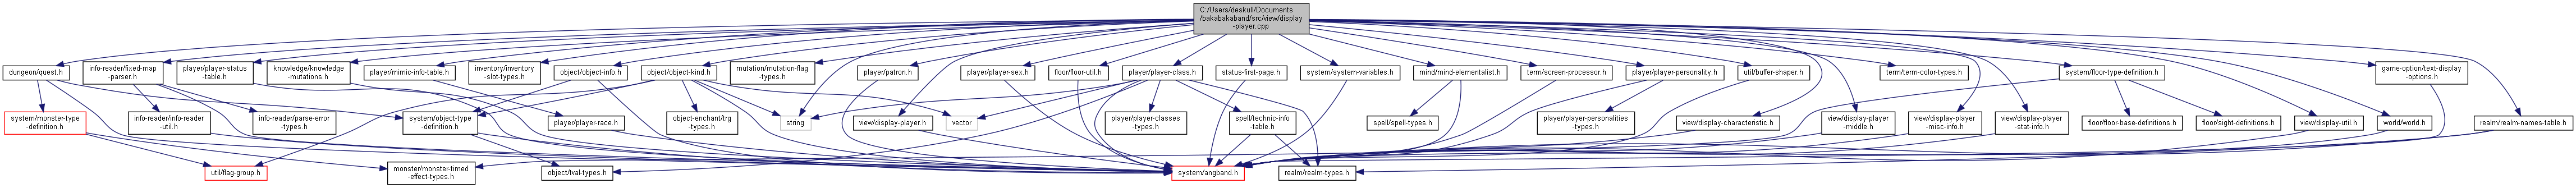 C:/Users/deskull/Documents
/bakabakaband/src/view/display
-player.cpp
dungeon/quest.h
info-reader/fixed-map
-parser.h
player/player-status
-table.h
knowledge/knowledge
-mutations.h
player/mimic-info-table.h
inventory/inventory
-slot-types.h
object/object-info.h
object/object-kind.h
mutation/mutation-flag
-types.h
player/patron.h
player/player-sex.h
floor/floor-util.h
player/player-class.h
status-first-page.h
system/system-variables.h
mind/mind-elementalist.h
term/screen-processor.h
player/player-personality.h
util/buffer-shaper.h
term/term-color-types.h
system/floor-type-definition.h
game-option/text-display
-options.h
system/monster-type
-definition.h
info-reader/info-reader
-util.h
info-reader/parse-error
-types.h
system/object-type
-definition.h
player/player-race.h
object-enchant/trg
-types.h
string
view/display-player.h
vector
player/player-classes
-types.h
spell/technic-info
-table.h
spell/spell-types.h
player/player-personalities
-types.h
view/display-characteristic.h
view/display-player
-middle.h
view/display-player
-misc-info.h
view/display-player
-stat-info.h
floor/floor-base-definitions.h
floor/sight-definitions.h
view/display-util.h
world/world.h
realm/realm-names-table.h
util/flag-group.h
monster/monster-timed
-effect-types.h
object/tval-types.h
system/angband.h
realm/realm-types.h